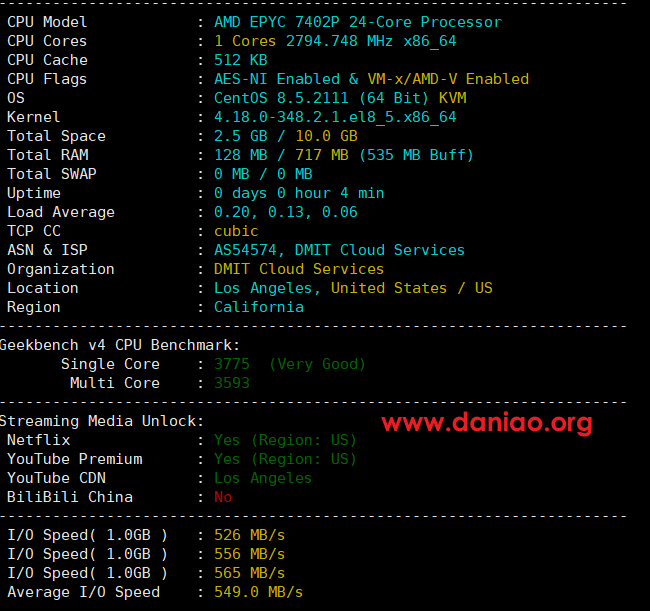 ----------------------------------------------------------------------
CPU Model : AMD EPYC 7402P 24-Core Processor
CPU Cores : 1 Cores 2794.748 MHz x86_64
CPU Cache : 512 KB
CPU Flags : AES-NI Enabled & VM-x/AMD-V Enabled
OS : CentOS 8.5.2111 (64 Bit) KVM
Kernel : 4.18.0-348.2.1.el8_5.x86_64
Total Space : 2.5 GB / 10.0 GB
Total RAM : 128 MB / 717 MB (535 MB Buff)
Total SWAP : 0 MB / 0 MB
Uptime : 0 days 0 hour 4 min
Load Average : 0.20, 0.13, 0.06
TCP CC : cubic
ASN & ISP : AS54574, DMIT Cloud Services
Organization : DMIT Cloud Services
Location : Los Angeles, United States / US
Region : California
----------------------------------------------------------------------
Geekbench v4 CPU Benchmark:
Single Core : 3775 (Very Good)
Multi Core : 3593
----------------------------------------------------------------------
Streaming Media Unlock:
www.daniao.org
Netflix : Yes (Region: US)
YouTube Premium : Yes (Region: US)
YouTube CDN : Los Angeles
BiliBili China : No
----------------------------------------------------------------------
I/O Speed( 1.0GB ) : 526 MB/s
I/O Speed( 1.0GB ) : 556 MB/s
I/O Speed( 1.0GB ) : 565 MB/s
Average I/O Speed : 549.0 MB/s